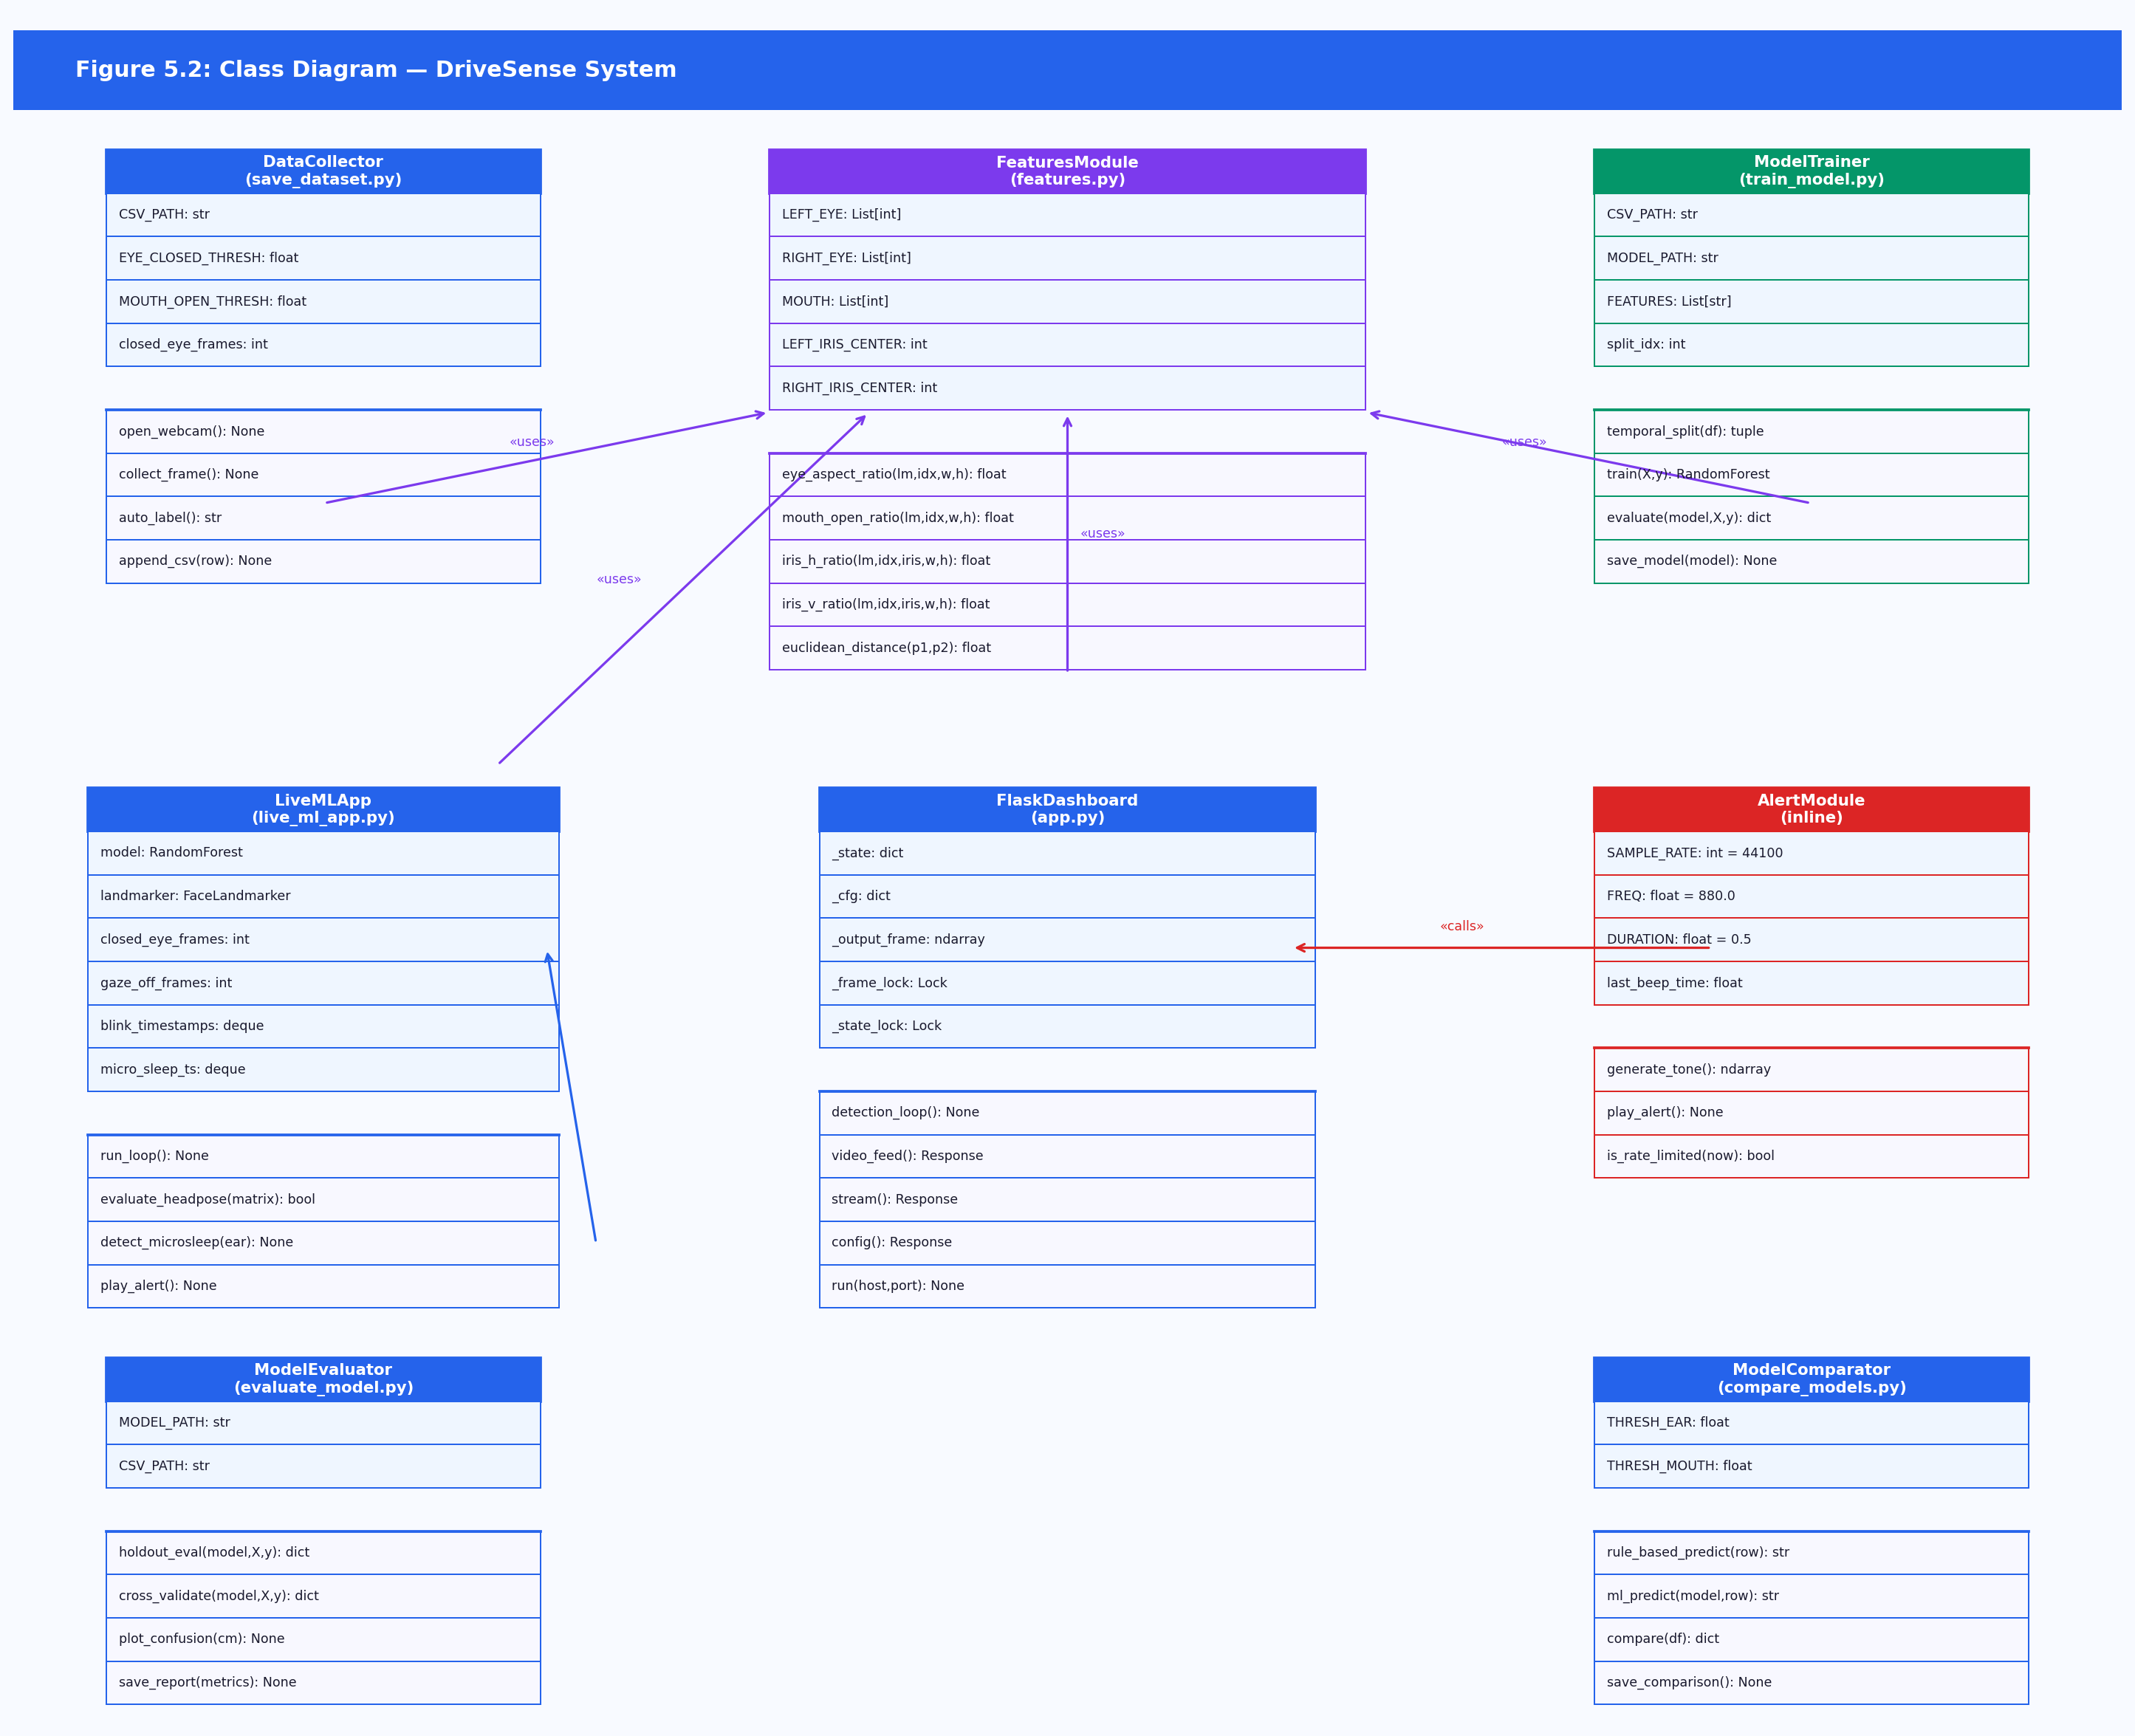 Figure 5.2: Class Diagram — DriveSense System
DataCollector
(save_dataset.py)
CSV_PATH: str
EYE_CLOSED_THRESH: float
MOUTH_OPEN_THRESH: float
closed_eye_frames: int
open_webcam(): None
collect_frame(): None
auto_label(): str
append_csv(row): None
«uses»
FeaturesModule
(features.py)
LEFT_EYE: List[int]
RIGHT_EYE: List[int]
MOUTH: List[int]
LEFT_IRIS_CENTER: int
RIGHT_IRIS_CENTER: int
eye_aspect_ratio(lm,idx,w,h): float
mouth_open_ratio(lm,idx,w,h): float
iris_h_ratio(lm,idx,iris,w,h): float
iris_v_ratio(lm,idx,iris,w,h): float
euclidean_distance(p1,p2): float
«uses»
«uses»
ModelTrainer
(train_model.py)
CSV_PATH: str
MODEL_PATH: str
FEATURES: List[str]
split_idx: int
temporal_split(df): tuple
train(X,y): RandomForest
evaluate(model,X,y): dict
save_model(model): None
«uses»
LiveMLApp
(live_ml_app.py)
model: RandomForest
landmarker: FaceLandmarker
closed_eye_frames: int
gaze_off_frames: int
blink_timestamps: deque
micro_sleep_ts: deque
run_loop(): None
evaluate_headpose(matrix): bool
detect_microsleep(ear): None
play_alert(): None
FlaskDashboard
(app.py)
_state: dict
_cfg: dict
_output_frame: ndarray
_frame_lock: Lock
_state_lock: Lock
detection_loop(): None
video_feed(): Response
stream(): Response
config(): Response
run(host,port): None
«calls»
AlertModule
(inline)
SAMPLE_RATE: int = 44100
FREQ: float = 880.0
DURATION: float = 0.5
last_beep_time: float
generate_tone(): ndarray
play_alert(): None
is_rate_limited(now): bool
ModelEvaluator
(evaluate_model.py)
MODEL_PATH: str
CSV_PATH: str
holdout_eval(model,X,y): dict
cross_validate(model,X,y): dict
plot_confusion(cm): None
save_report(metrics): None
ModelComparator
(compare_models.py)
THRESH_EAR: float
THRESH_MOUTH: float
rule_based_predict(row): str
ml_predict(model,row): str
compare(df): dict
save_comparison(): None